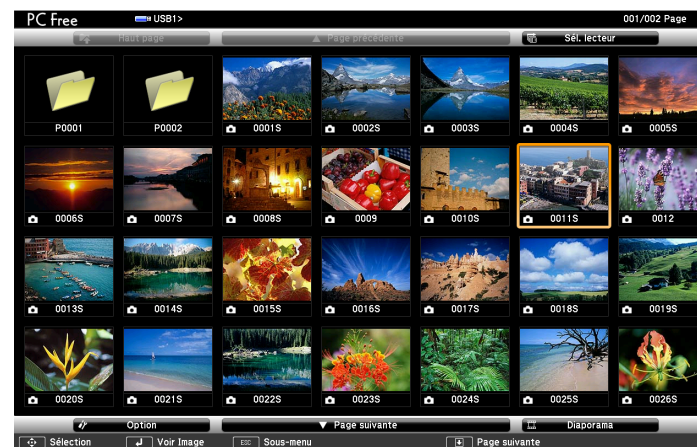 PC Free USB1> 001/002 Page
Haut page Page précédente Sél. lecteur
P0001 P0002 0001S 0002S 0003S 0004S 0005S
0006S 0007S 0008S 0009 0010S 0011S 0012
0013S 0014S 0015S 0016S 0017S 0018S 0019S
0020S 0021S 0022S 0023S 0024S 0025S 0026S
Option Page suivante Diaporama
Sélection Voir Image ESC Sous-menu Page suivante